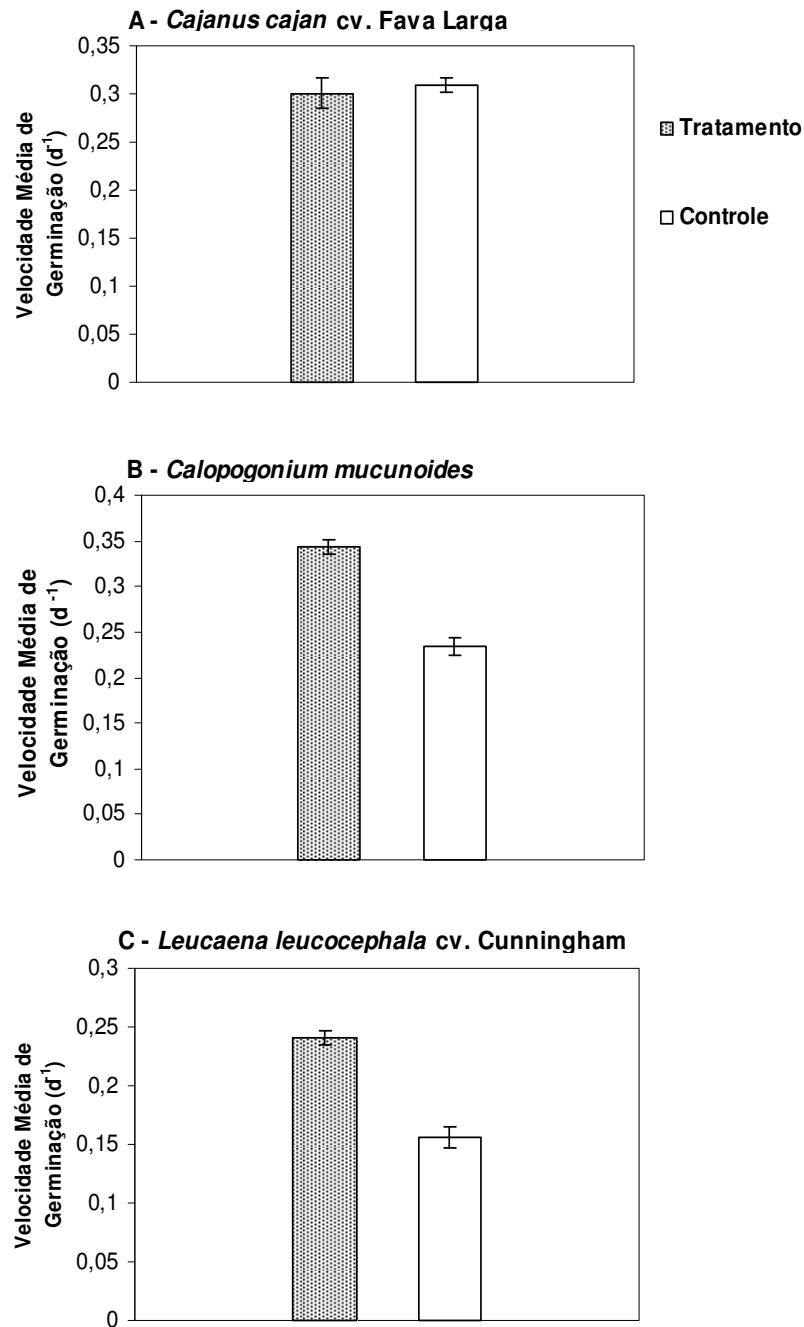 A - Cajanus cajan cv. Fava Larga
Velocidade Média de
Germinação (d-1)
0,35
0,3
0,25
0,2
0,15
0,1
0,05
0
Tratamento
Controle
B - Calopogonium mucunoides
Velocidade Média de
Germinação (d -1)
0,4
0,35
0,3
0,25
0,2
0,15
0,1
0,05
0
C - Leucaena leucocephala cv. Cunningham
Velocidade Média de
Germinação (d-1)
0,3
0,25
0,2
0,15
0,1
0,05
0